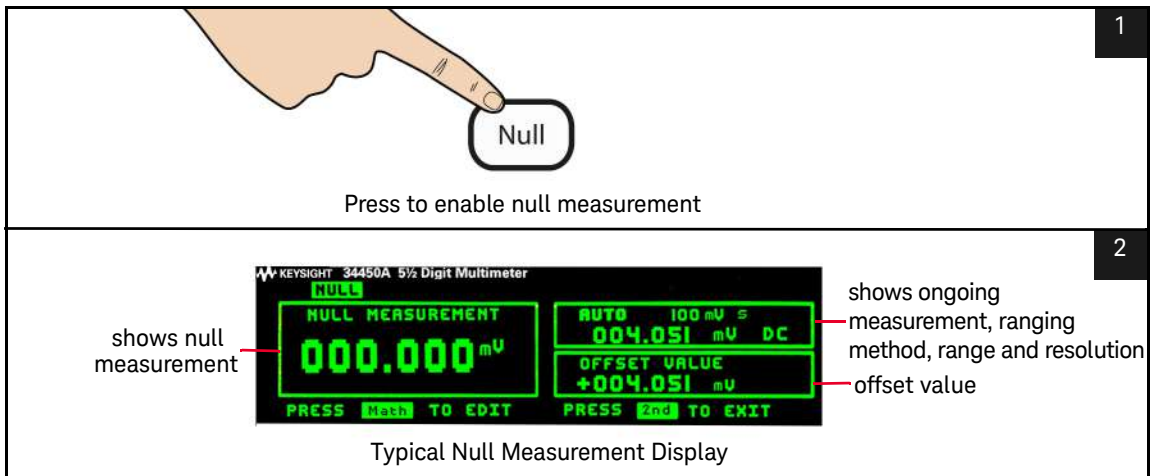 1
Null
Press to enable null measurement
2
KEYSIGHT 34450A 5½ Digit Multimeter
NULL
NULL MEASUREMENT
000.000 mV
PRESS Math TO EDIT
AUTO 100 mV S
004.051 mV DC
OFFSET VALUE
+004.051 mV
PRESS 2nd TO EXIT
shows null
measurement
shows ongoing
measurement, ranging
method, range and resolution
offset value
Typical Null Measurement Display